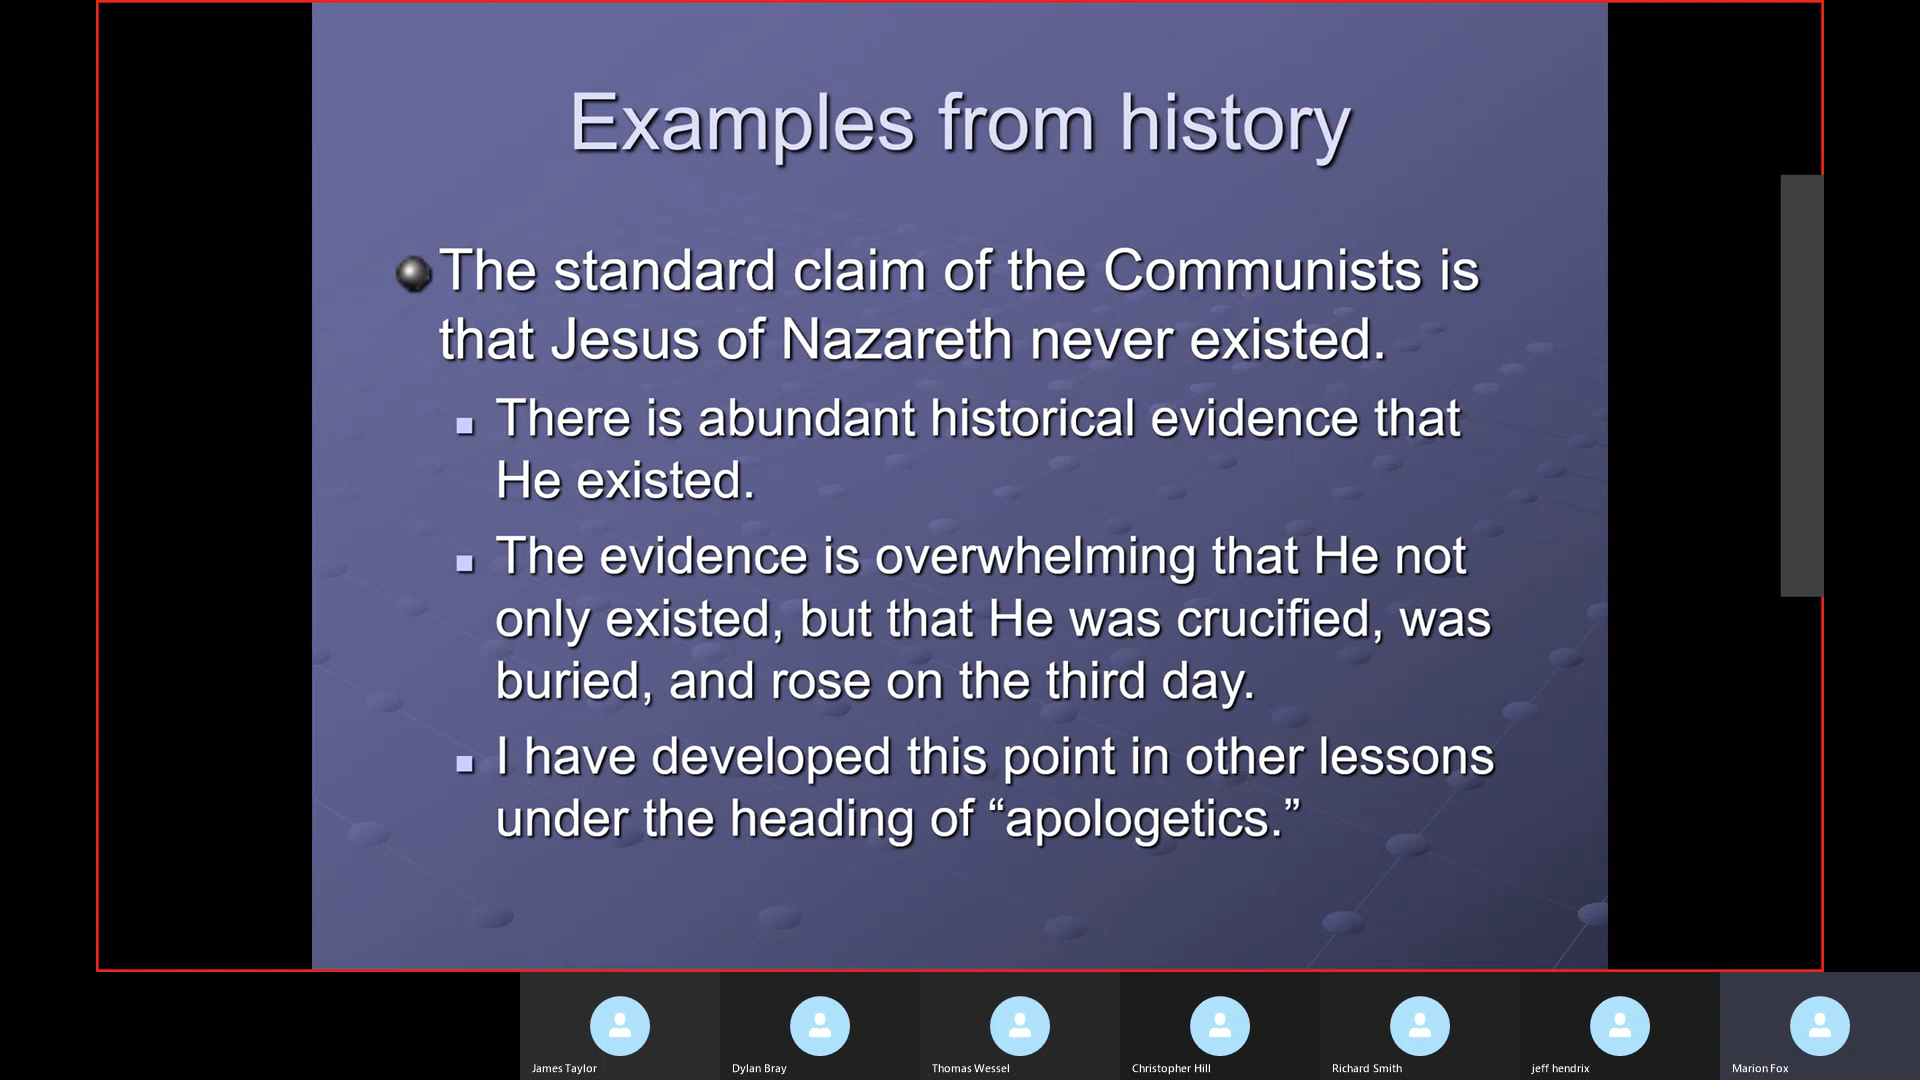 Examples from history
The standard claim of the Communists is
that Jesus of Nazareth never existed.
There is abundant historical evidence that
He existed.
The evidence is overwhelming that He not
only existed, but that He was crucified, was
buried, and rose on the third day.
I have developed this point in other lessons
under the heading of “apologetics.”
James Taylor
Dylan Bray
Thomas Wessel
Christopher Hill
Richard Smith
jeff hendrix
Marion Fox